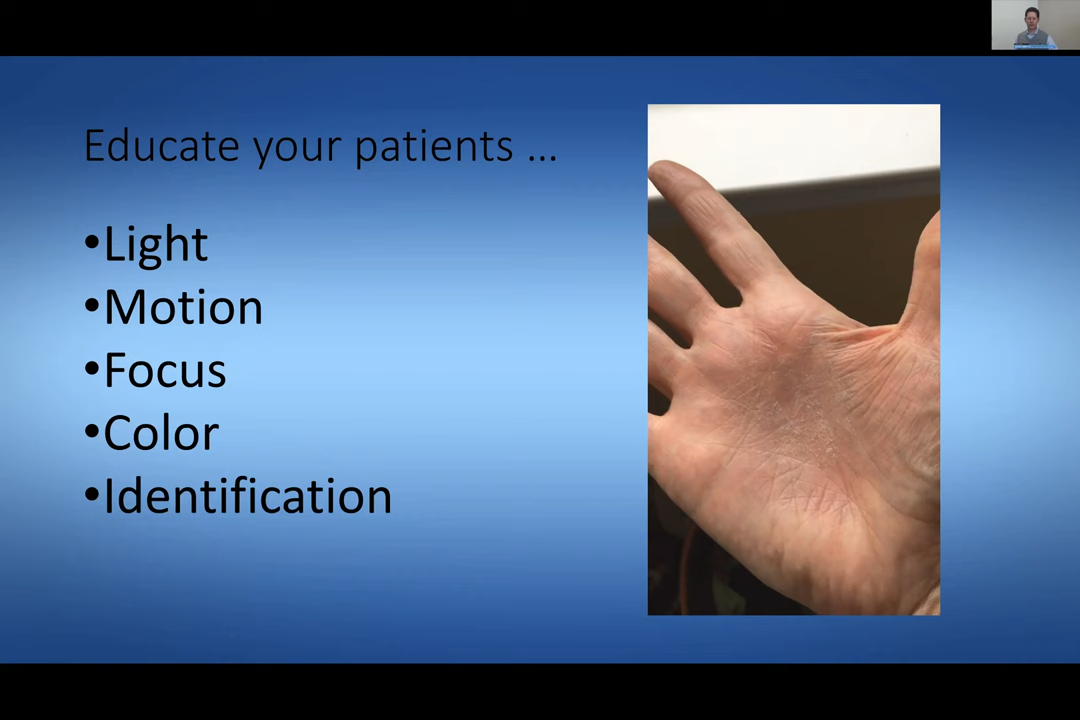 Educate your patients ...
•Light
•Motion
•Focus
•Color
•Identification